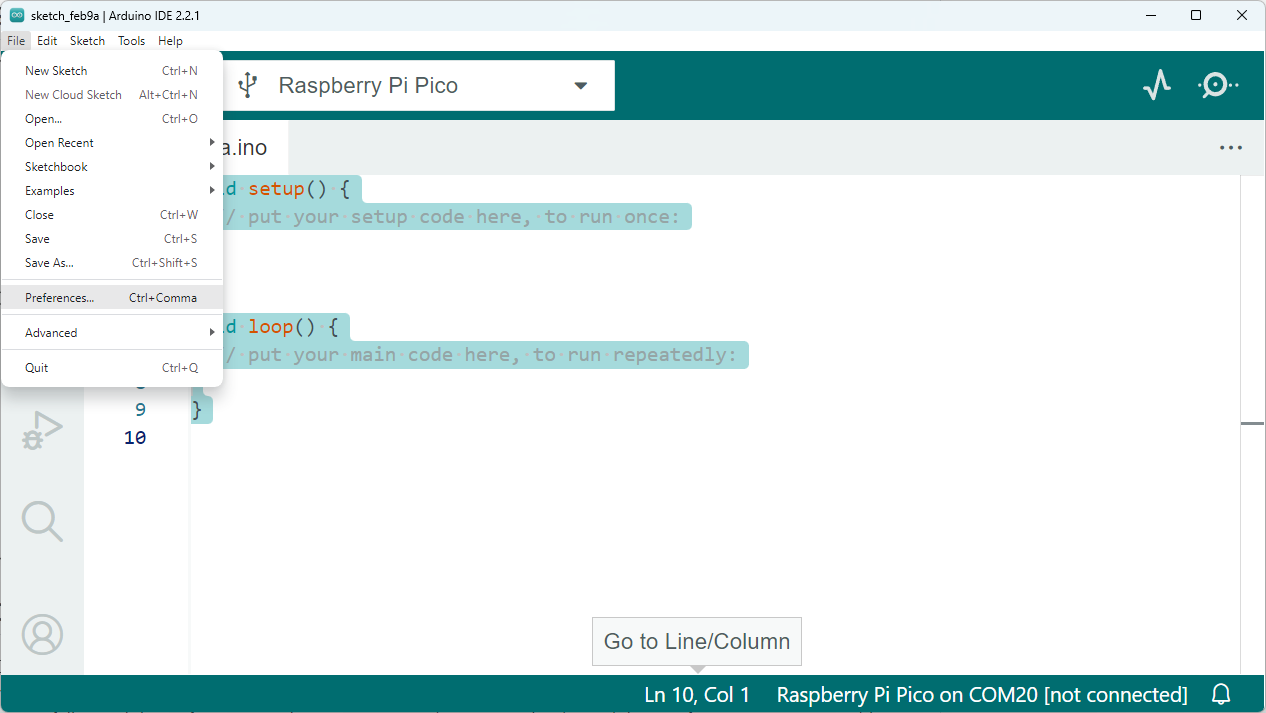 sketch_feb9a | Arduino IDE 2.2.1
File Edit Sketch Tools Help
New Sketch Ctrl+N
New Cloud Sketch Alt+Ctrl+N
Open... Ctrl+O
Open Recent
Sketchbook
Examples
Close Ctrl+W
Save Ctrl+S
Save As... Ctrl+Shift+S
Preferences... Ctrl+Comma
Advanced
Quit Ctrl+Q
Raspberry Pi Pico
a.ino
d setup() {
/ put your setup code here, to run once:
d loop() {
/ put your main code here, to run repeatedly:
9 }
10
Go to Line/Column
Ln 10, Col 1 Raspberry Pi Pico on COM20 [not connected]